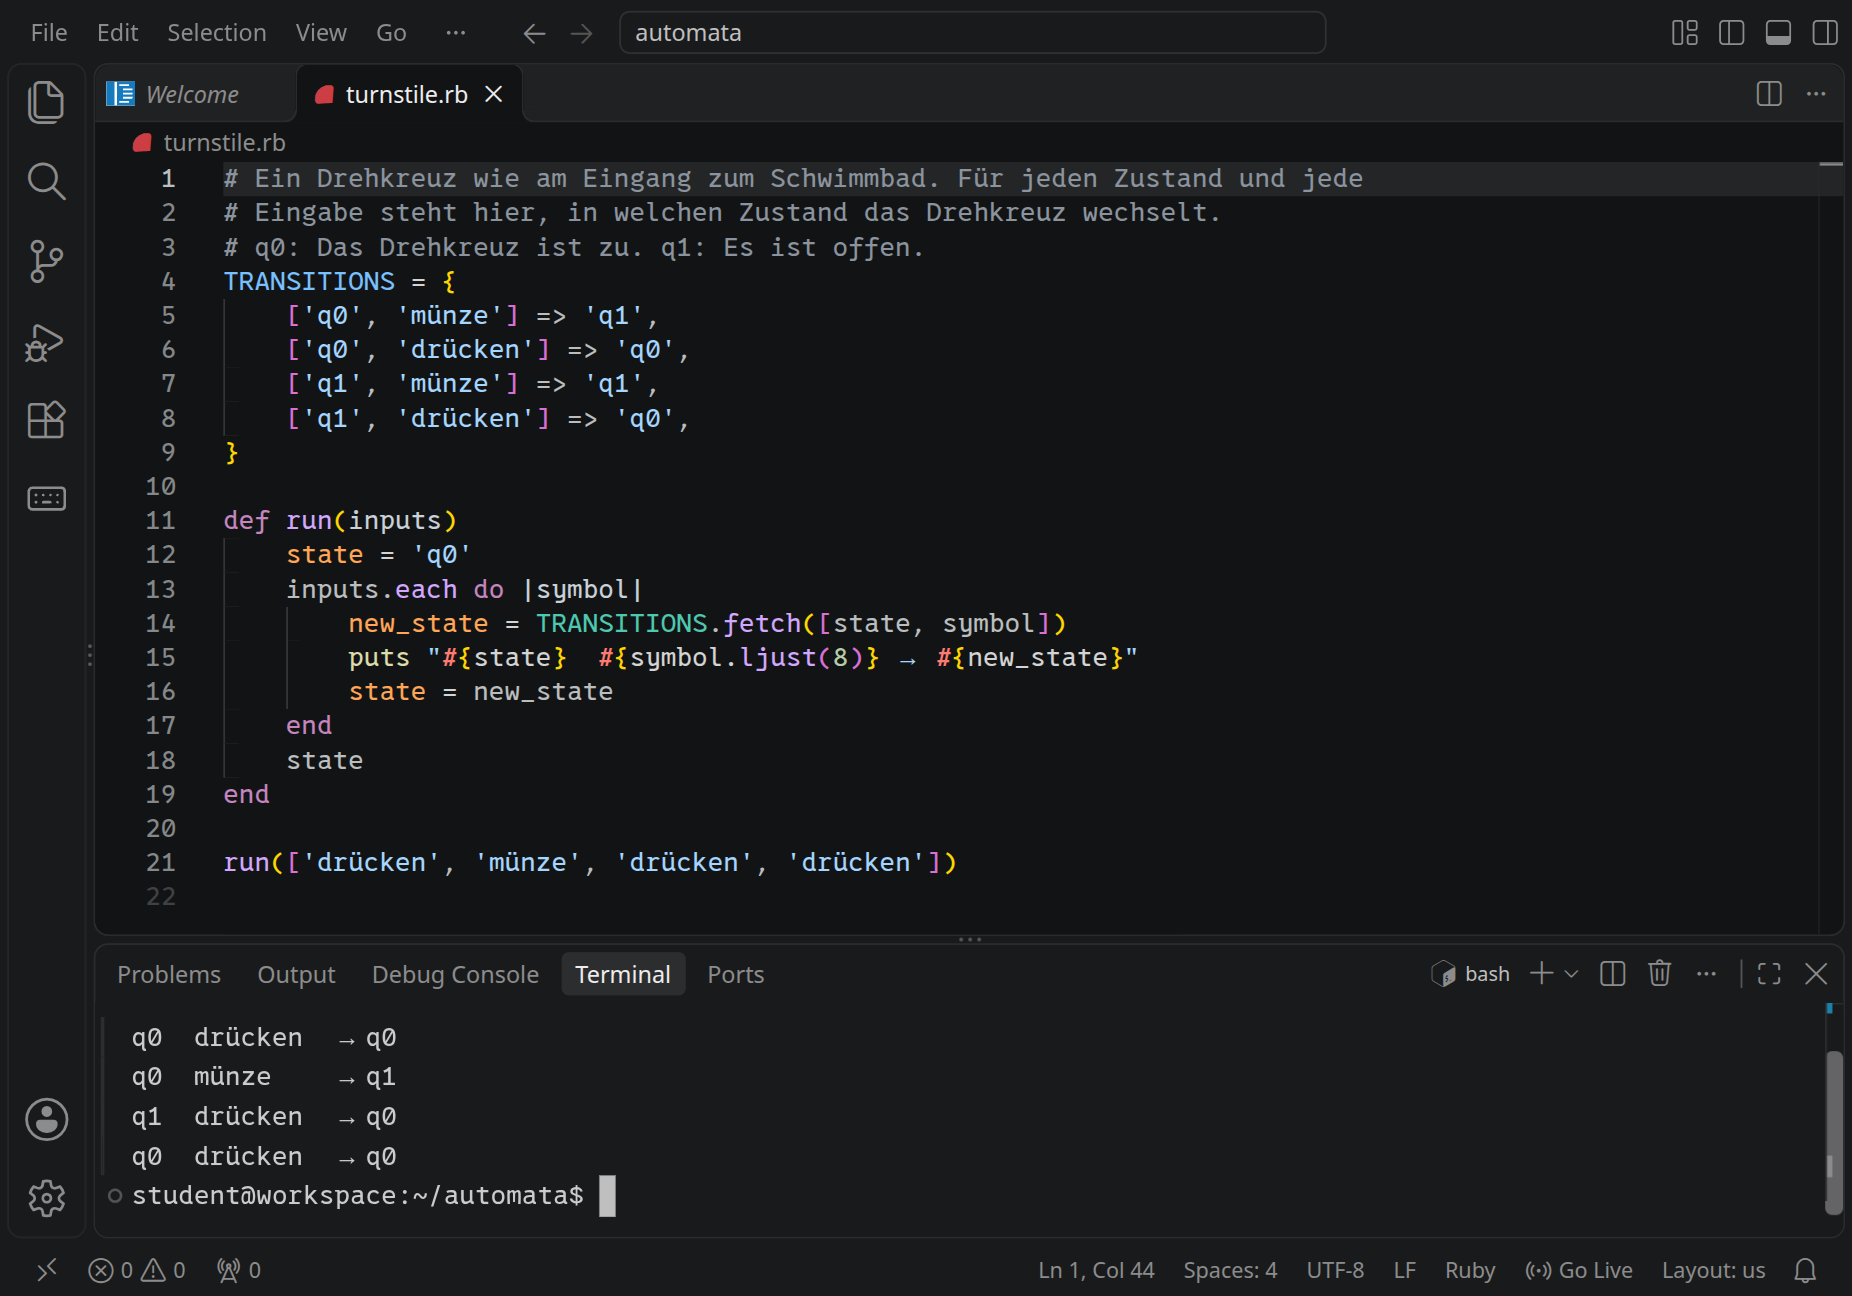 File Edit Selection View Go ··· ← → automata
Welcome turnstile.rb
turnstile.rb
1 # Ein Drehkreuz wie am Eingang zum Schwimmbad. Für jeden Zustand und jede
2 # Eingabe steht hier, in welchen Zustand das Drehkreuz wechselt.
3 # q0: Das Drehkreuz ist zu. q1: Es ist offen.
4 TRANSITIONS = {
5     ['q0', 'münze'] => 'q1',
6     ['q0', 'drücken'] => 'q0',
7     ['q1', 'münze'] => 'q1',
8     ['q1', 'drücken'] => 'q0',
9 }
10
11 def run(inputs)
12     state = 'q0'
13     inputs.each do |symbol|
14         new_state = TRANSITIONS.fetch([state, symbol])
15         puts "#{state}  #{symbol.ljust(8)} → #{new_state}"
16         state = new_state
17     end
18     state
19 end
20
21 run(['drücken', 'münze', 'drücken', 'drücken'])
22
Problems Output Debug Console Terminal Ports bash
q0  drücken  → q0
q0  münze    → q1
q1  drücken  → q0
q0  drücken  → q0
student@workspace:~/automata$
0 0 0 Ln 1, Col 44 Spaces: 4 UTF-8 LF Ruby Go Live Layout: us